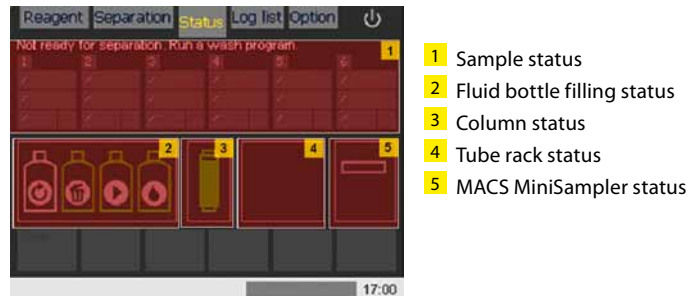 Reagent Separation Status Log list Option
Not ready for separation. Run a wash program.
1
1 2 3 4 5 6
2 3 4 5
17:00
1 Sample status
2 Fluid bottle filling status
3 Column status
4 Tube rack status
5 MACS MiniSampler status